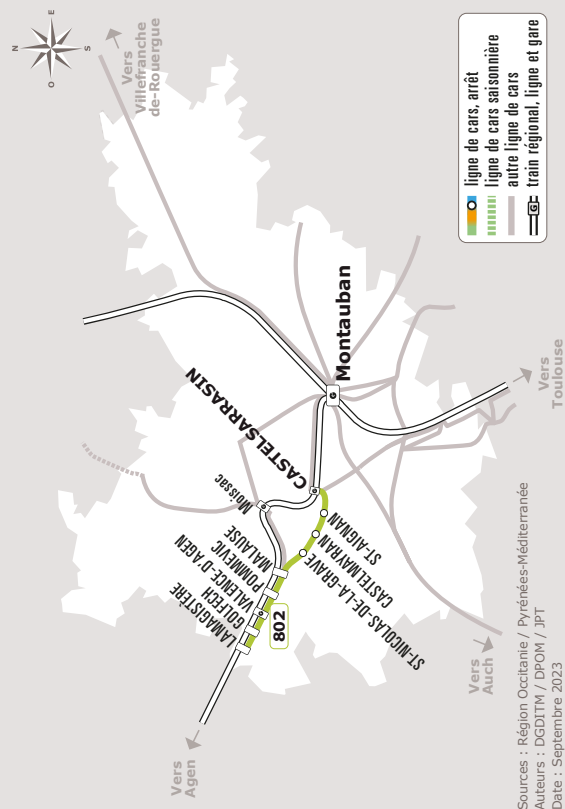 N
E
S
O
Vers
Villefranche
de-Rouergue
ligne de cars, arrêt
ligne de cars saisonnière
autre ligne de cars
G train régional, ligne et gare
Montauban
G
CASTELSARRASIN
Moissac
LAMAGISTÈRE
GOLFECH
VALENCE-D'AGEN
POMMEVIC
MALAUSE
802
ST-NICOLAS-DE-LA-GRAVE
CASTELMAYRAN
ST-AIGNAN
Vers
Agen
Vers
Auch
Vers
Toulouse
Sources : Région Occitanie / Pyrénées-Méditerranée
Auteurs : DGDITM / DPOM / JPT
Date : Septembre 2023